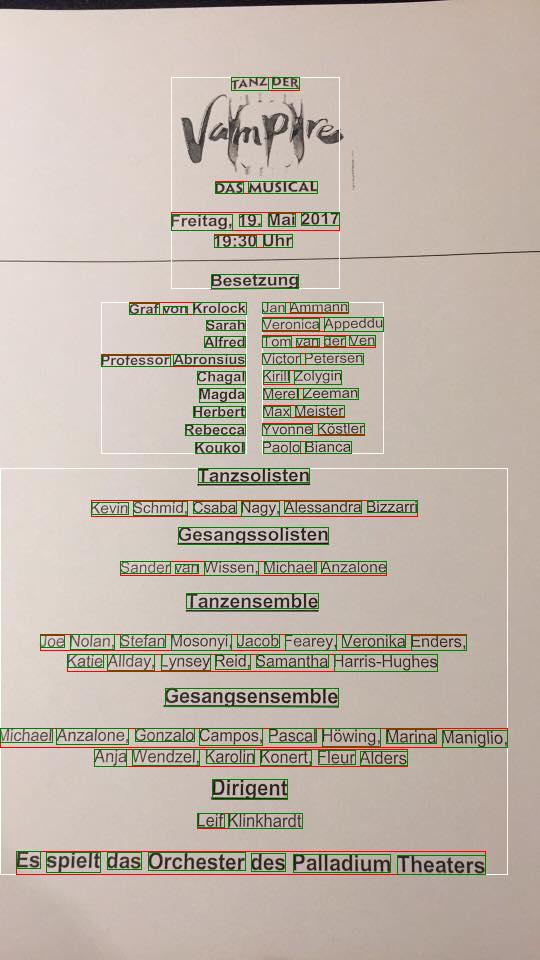 TANZ DER
Vampire
DAS MUSICAL
Freitag, 19. Mai 2017
19:30 Uhr
Besetzung
Graf von Krolock Jan Ammann
Sarah Veronica Appeddu
Alfred Tom van der Ven
Professor Abronsius Victor Petersen
Chagal Kirill Zolygin
Magda Merel Zeeman
Herbert Max Meister
Rebecca Yvonne Köstler
Koukol Paolo Bianca
Tanzsolisten
Kevin Schmid, Csaba Nagy, Alessandra Bizzarri
Gesangssolisten
Sander van Wissen, Michael Anzalone
Tanzensemble
Joe Nolan, Stefan Mosonyi, Jacob Fearey, Veronika Enders,
Katie Allday, Lynsey Reid, Samantha Harris-Hughes
Gesangsensemble
Michael Anzalone, Gonzalo Campos, Pascal Höwing, Marina Maniglio,
Anja Wendzel, Karolin Konert, Fleur Alders
Dirigent
Leif Klinkhardt
Es spielt das Orchester des Palladium Theaters